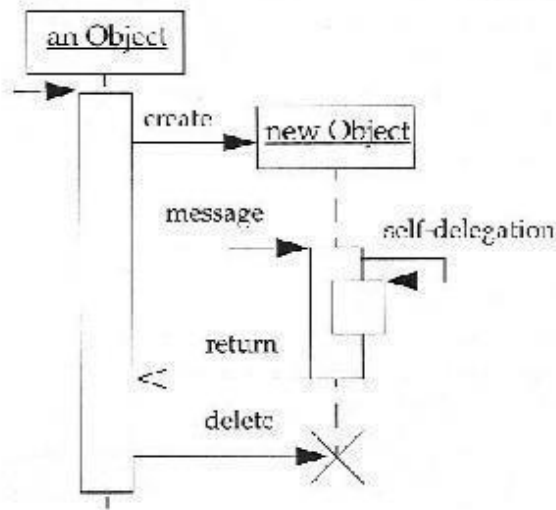 an Object
create
new Object
message
self-delegation
return
delete